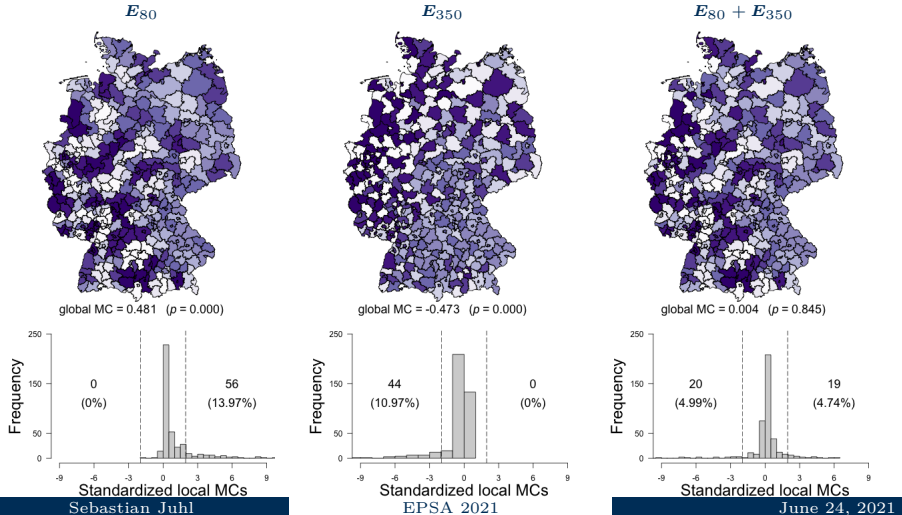 E80
E350
E80 + E350
global MC = 0.481 (p = 0.000)
global MC = -0.473 (p = 0.000)
global MC = 0.004 (p = 0.845)
Frequency
250
150
50
0
0
(0%)
56
(13.97%)
-9 -6 -3 0 3 6 9
Standardized local MCs
Frequency
250
150
50
0
44
(10.97%)
0
(0%)
-9 -6 -3 0 3 6 9
Standardized local MCs
Frequency
250
150
50
0
20
(4.99%)
19
(4.74%)
-9 -6 -3 0 3 6 9
Standardized local MCs
Sebastian Juhl
EPSA 2021
June 24, 2021